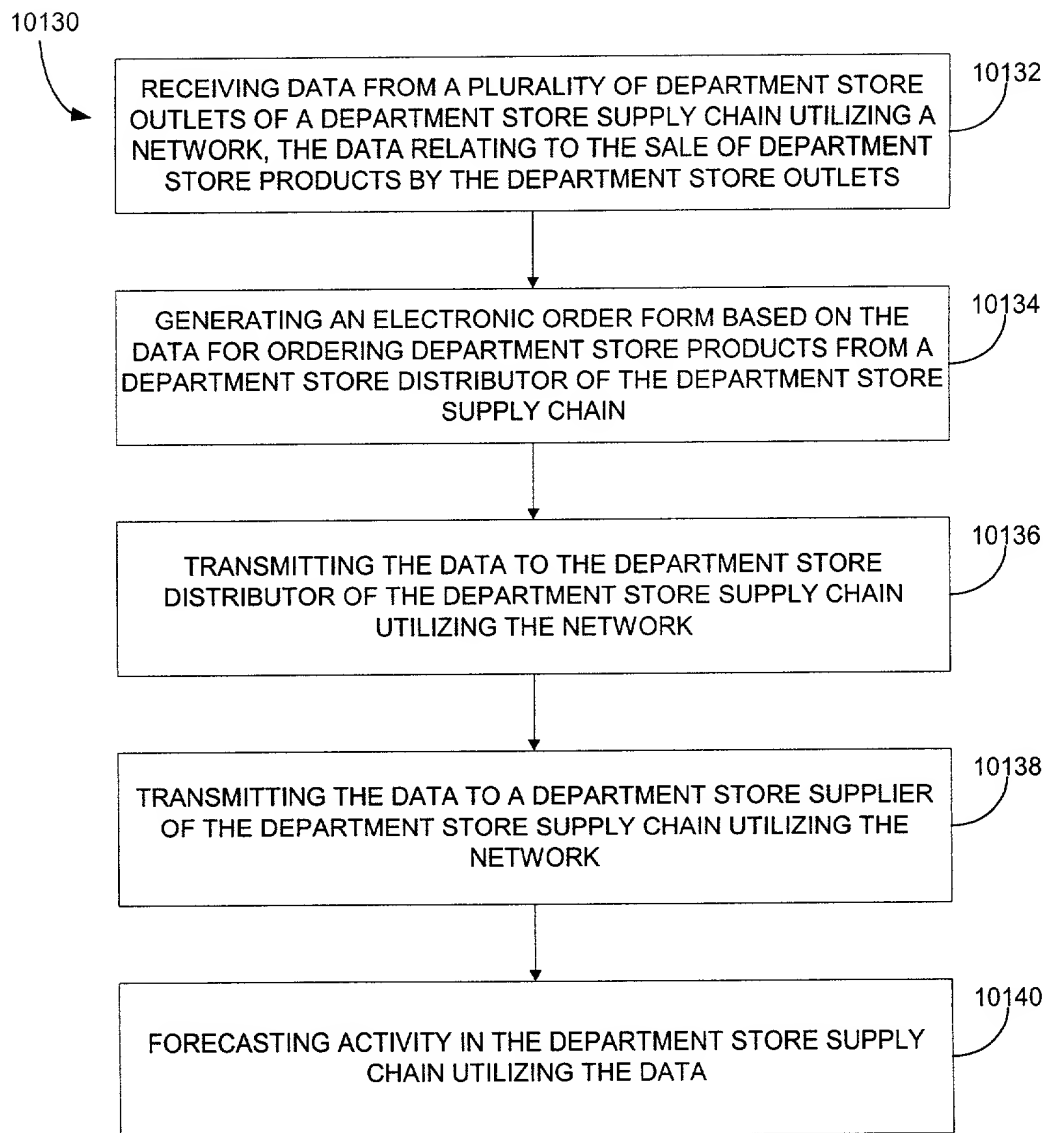 10130
RECEIVING DATA FROM A PLURALITY OF DEPARTMENT STORE
OUTLETS OF A DEPARTMENT STORE SUPPLY CHAIN UTILIZING A
NETWORK, THE DATA RELATING TO THE SALE OF DEPARTMENT
STORE PRODUCTS BY THE DEPARTMENT STORE OUTLETS
10132
GENERATING AN ELECTRONIC ORDER FORM BASED ON THE
DATA FOR ORDERING DEPARTMENT STORE PRODUCTS FROM A
DEPARTMENT STORE DISTRIBUTOR OF THE DEPARTMENT STORE
SUPPLY CHAIN
10134
TRANSMITTING THE DATA TO THE DEPARTMENT STORE
DISTRIBUTOR OF THE DEPARTMENT STORE SUPPLY CHAIN
UTILIZING THE NETWORK
10136
TRANSMITTING THE DATA TO A DEPARTMENT STORE SUPPLIER
OF THE DEPARTMENT STORE SUPPLY CHAIN UTILIZING THE
NETWORK
10138
FORECASTING ACTIVITY IN THE DEPARTMENT STORE SUPPLY
CHAIN UTILIZING THE DATA
10140